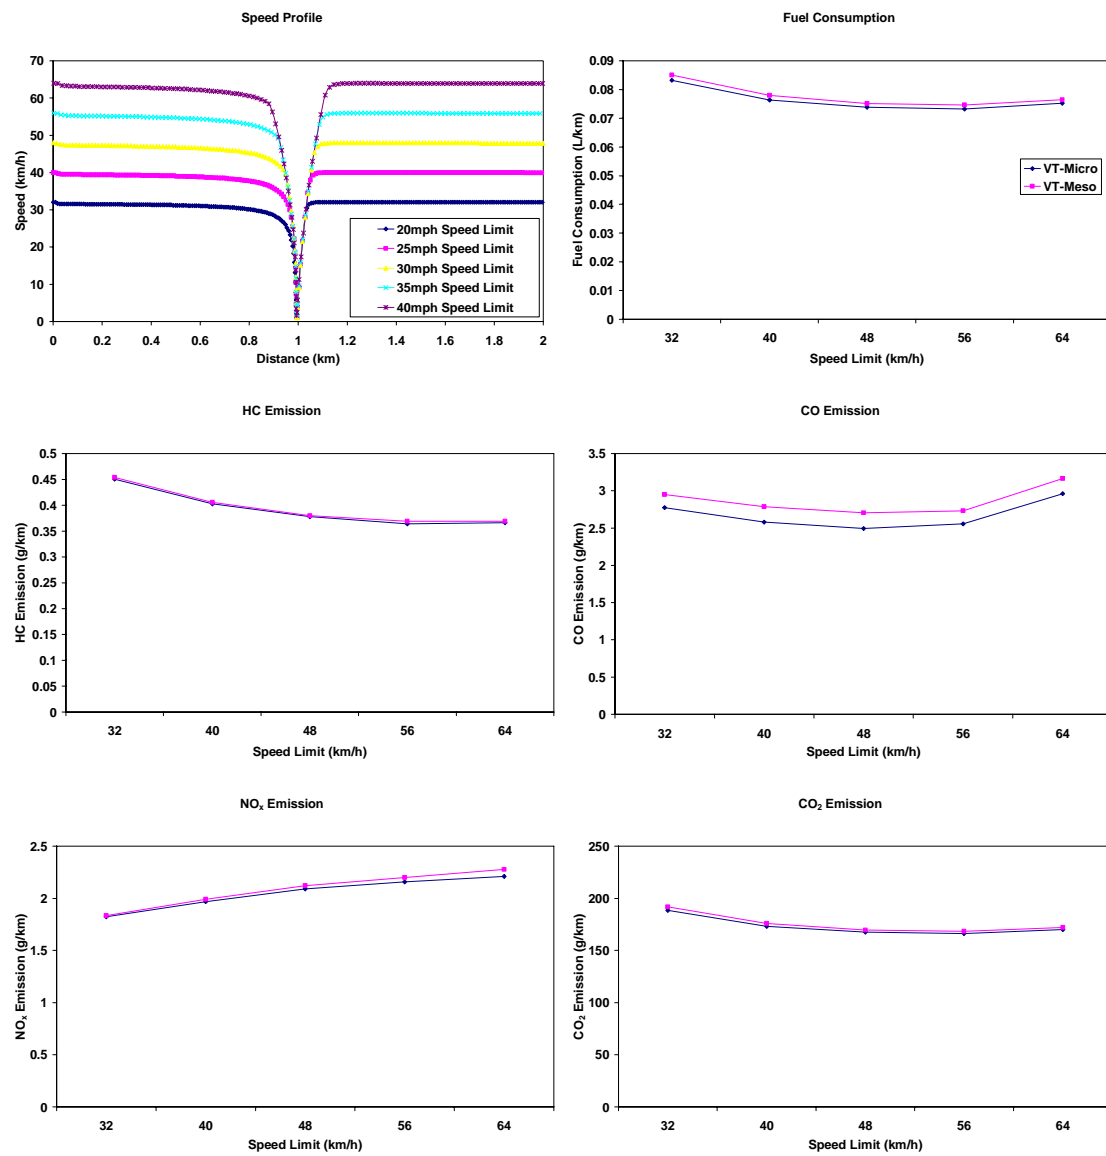 Speed Profile
70
60
50
40
30
20
10
0
Speed (km/h)
0 0.2 0.4 0.6 0.8 1 1.2 1.4 1.6 1.8 2
Distance (km)
20mph Speed Limit
25mph Speed Limit
30mph Speed Limit
35mph Speed Limit
40mph Speed Limit
Fuel Consumption
0.09
0.08
0.07
0.06
0.05
0.04
0.03
0.02
0.01
0
Fuel Consumption (L/km)
32 40 48 56 64
Speed Limit (km/h)
VT-Micro
VT-Meso
HC Emission
0.5
0.45
0.4
0.35
0.3
0.25
0.2
0.15
0.1
0.05
0
HC Emission (g/km)
32 40 48 56 64
Speed Limit (km/h)
CO Emission
3.5
3
2.5
2
1.5
1
0.5
0
CO Emission (g/km)
32 40 48 56 64
Speed Limit (km/h)
NOx Emission
2.5
2
1.5
1
0.5
0
NOx Emission (g/km)
32 40 48 56 64
Speed Limit (km/h)
CO2 Emission
250
200
150
100
50
0
CO2 Emission (g/km)
32 40 48 56 64
Speed Limit (km/h)